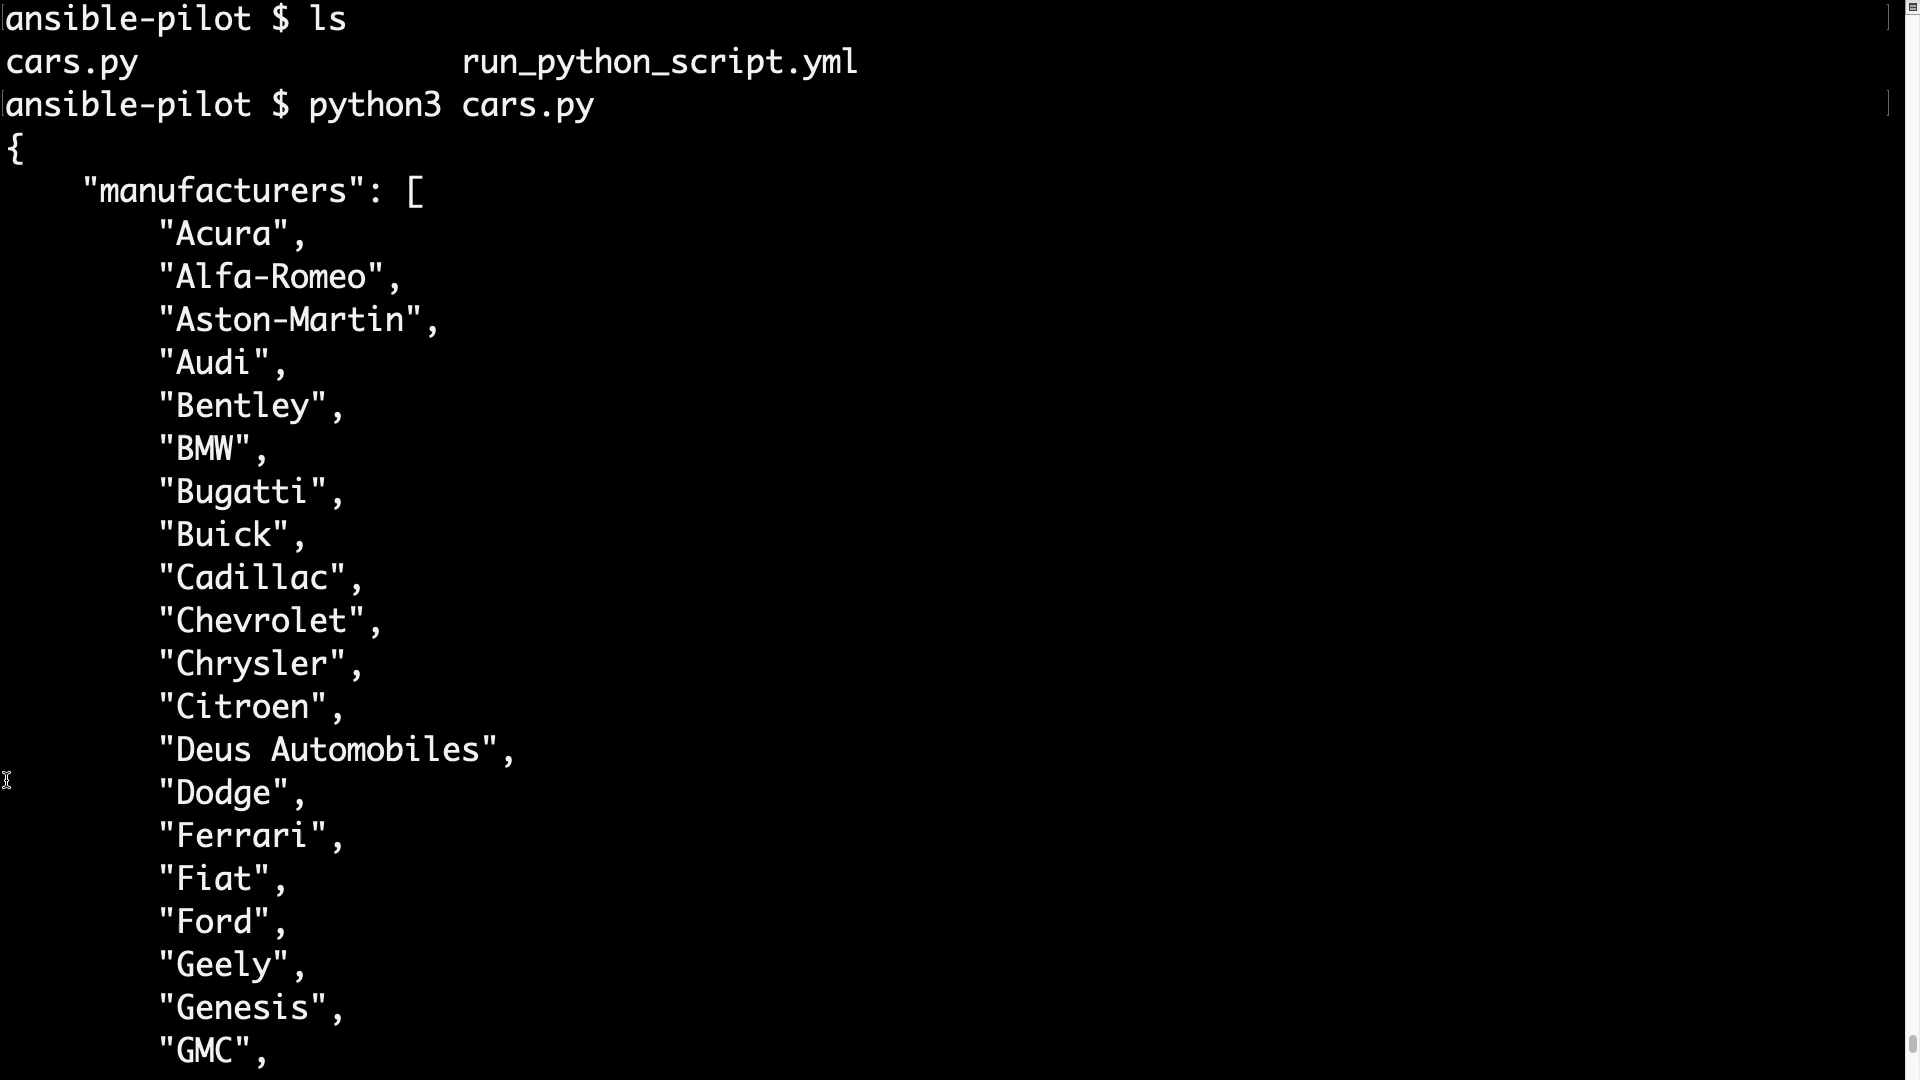 ansible-pilot $ ls
cars.py run_python_script.yml
ansible-pilot $ python3 cars.py
{
"manufacturers": [
"Acura",
"Alfa-Romeo",
"Aston-Martin",
"Audi",
"Bentley",
"BMW",
"Bugatti",
"Buick",
"Cadillac",
"Chevrolet",
"Chrysler",
"Citroen",
"Deus Automobiles",
"Dodge",
"Ferrari",
"Fiat",
"Ford",
"Geely",
"Genesis",
"GMC",